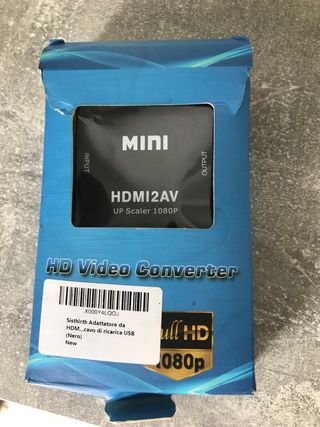 MINI
INPUT
OUTPUT
HDMI2AV
UP Scaler 1080P
HD Video Converter
X000Y4LQOJ
Sisthirth Adattatore da
HDM...cavo di ricarica USB
(Nero)
New
Full HD
1080p